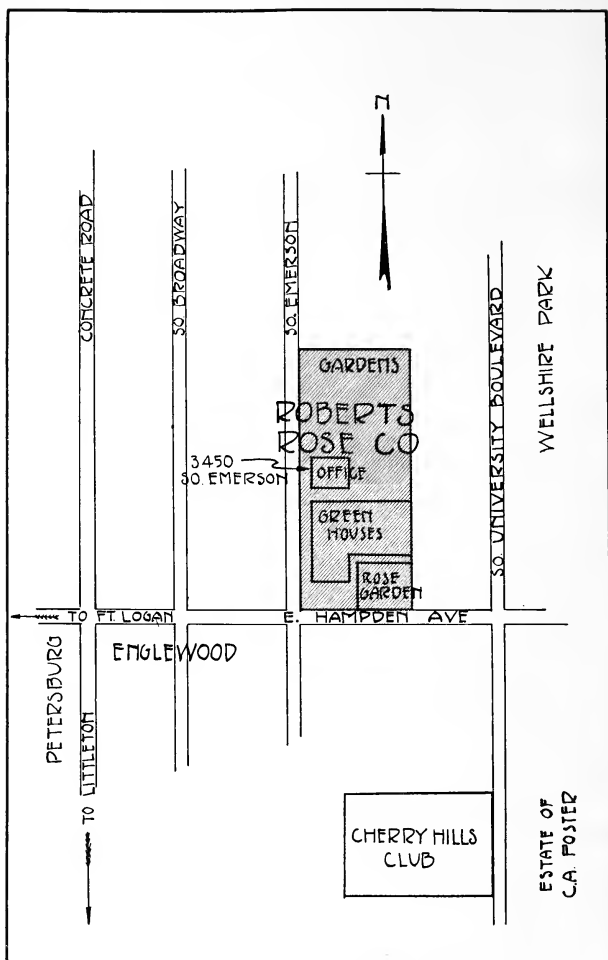 N
CONCRETE ROAD
SO BROADWAY
SO. EMERSON
SO. UNIVERSITY BOULEVARD
WELLSHIRE PARK
GARDENS
ROBERTS
ROSE CO
3450
SO. EMERSON
OFFICE
GREEN
HOUSES
ROSE
GARDEN
TO FT. LOGAN
E. HAMPDEN AVE
ENGLEWOOD
PETERSBURG
TO LITTLETON
CHERRY HILLS
CLUB
ESTATE OF
C.A. FOSTER